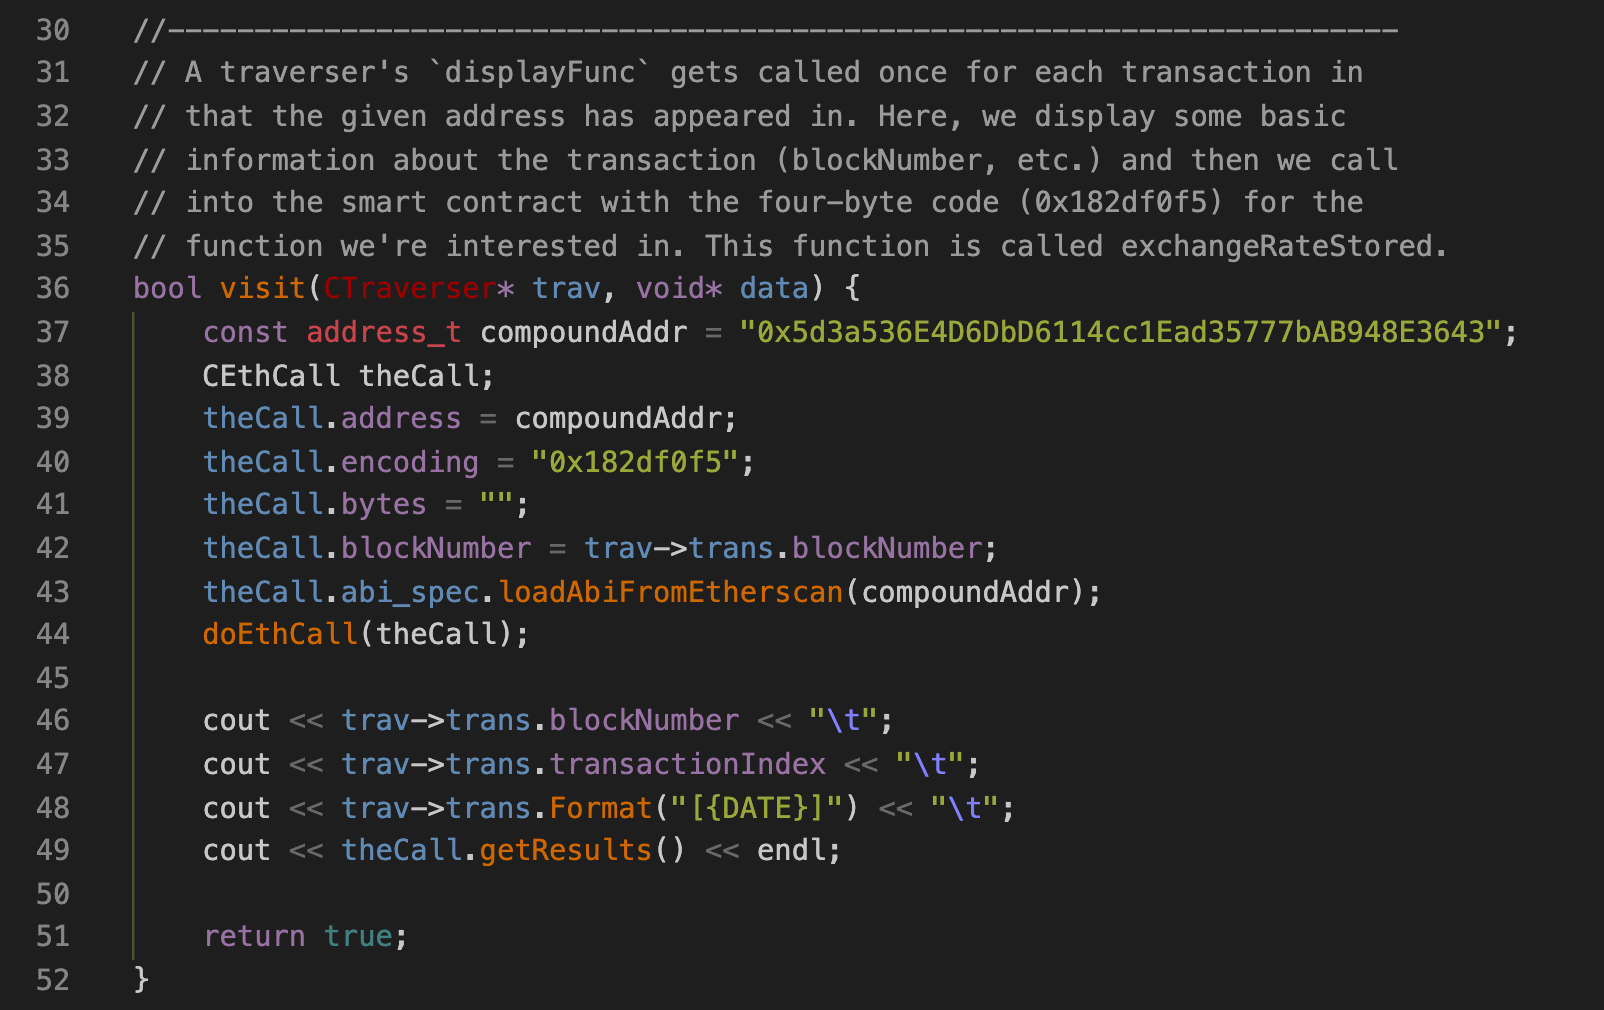 30 //-----------------------------------------------------------------------
31 // A traverser's `displayFunc` gets called once for each transaction in
32 // that the given address has appeared in. Here, we display some basic
33 // information about the transaction (blockNumber, etc.) and then we call
34 // into the smart contract with the four-byte code (0x182df0f5) for the
35 // function we're interested in. This function is called exchangeRateStored.
36 bool visit(CTraverser* trav, void* data) {
37     const address_t compoundAddr = "0x5d3a536E4D6DbD6114cc1Ead35777bAB948E3643";
38     CEthCall theCall;
39     theCall.address = compoundAddr;
40     theCall.encoding = "0x182df0f5";
41     theCall.bytes = "";
42     theCall.blockNumber = trav->trans.blockNumber;
43     theCall.abi_spec.loadAbiFromEtherscan(compoundAddr);
44     doEthCall(theCall);
45
46     cout << trav->trans.blockNumber << "\t";
47     cout << trav->trans.transactionIndex << "\t";
48     cout << trav->trans.Format("[{DATE}]") << "\t";
49     cout << theCall.getResults() << endl;
50
51     return true;
52 }